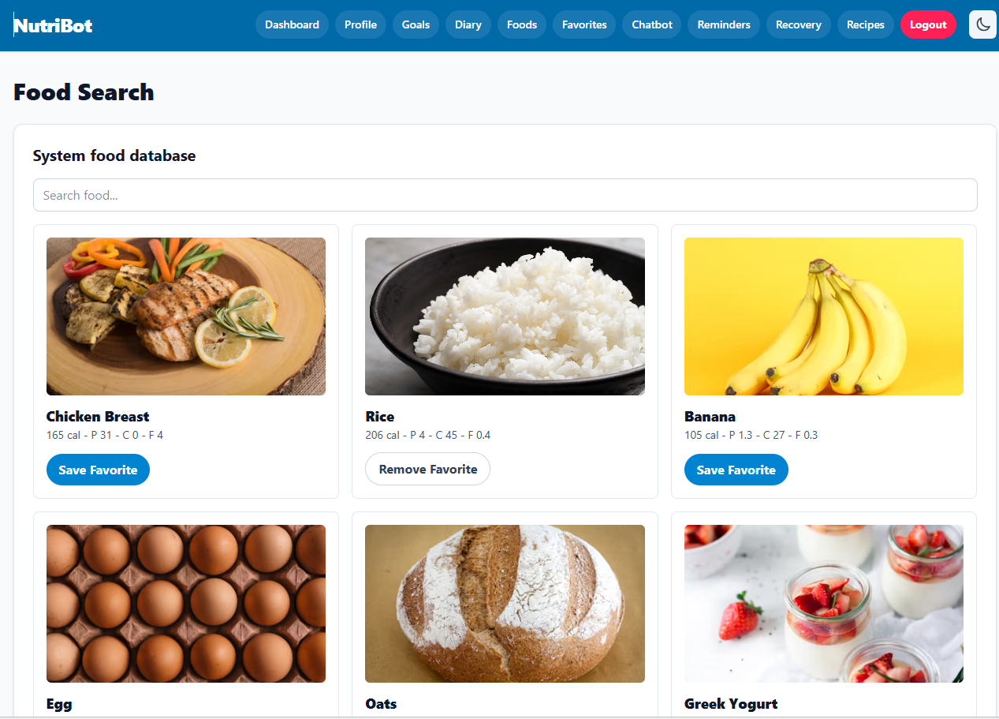 NutriBot
Dashboard
Profile
Goals
Diary
Foods
Favorites
Chatbot
Reminders
Recovery
Recipes
Logout
Food Search
System food database
Search food...
Chicken Breast
165 cal - P 31 - C 0 - F 4
Save Favorite
Rice
206 cal - P 4 - C 45 - F 0.4
Remove Favorite
Banana
105 cal - P 1.3 - C 27 - F 0.3
Save Favorite
Egg
Oats
Greek Yogurt